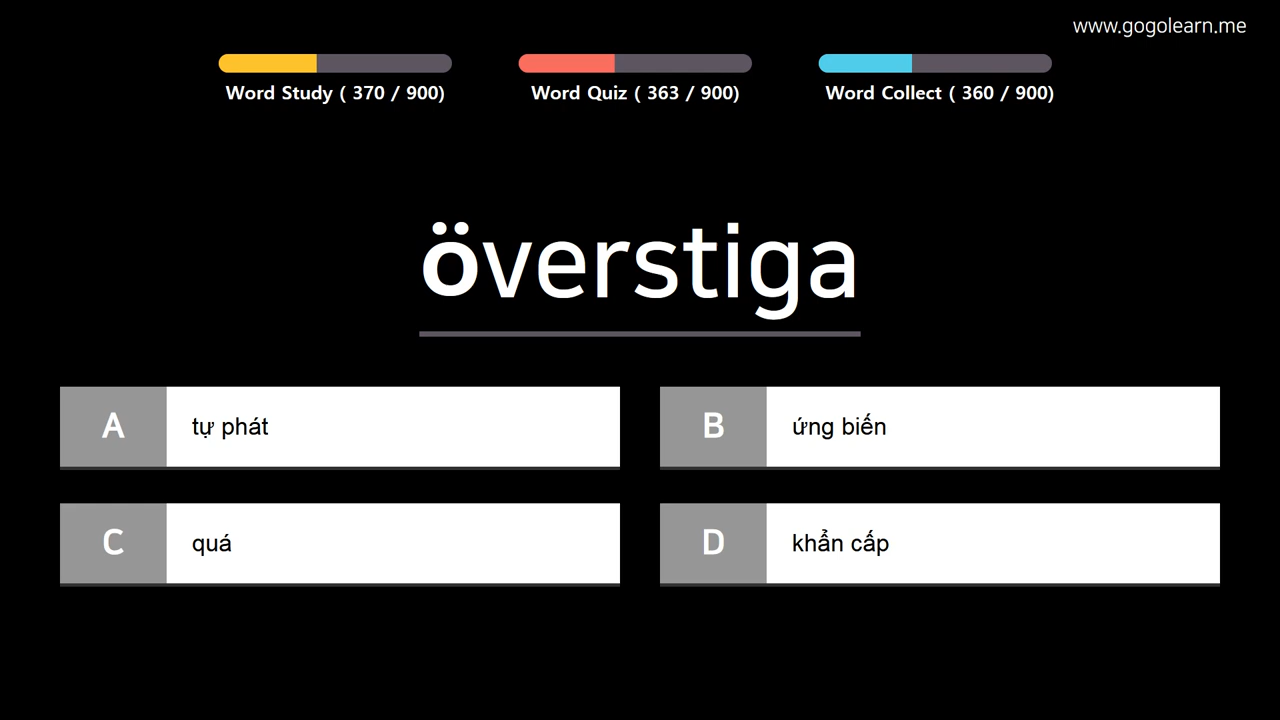 www.gogolearn.me
Word Study ( 370 / 900)
Word Quiz ( 363 / 900)
Word Collect ( 360 / 900)
överstiga
A tự phát
B ứng biến
C quá
D khẩn cấp